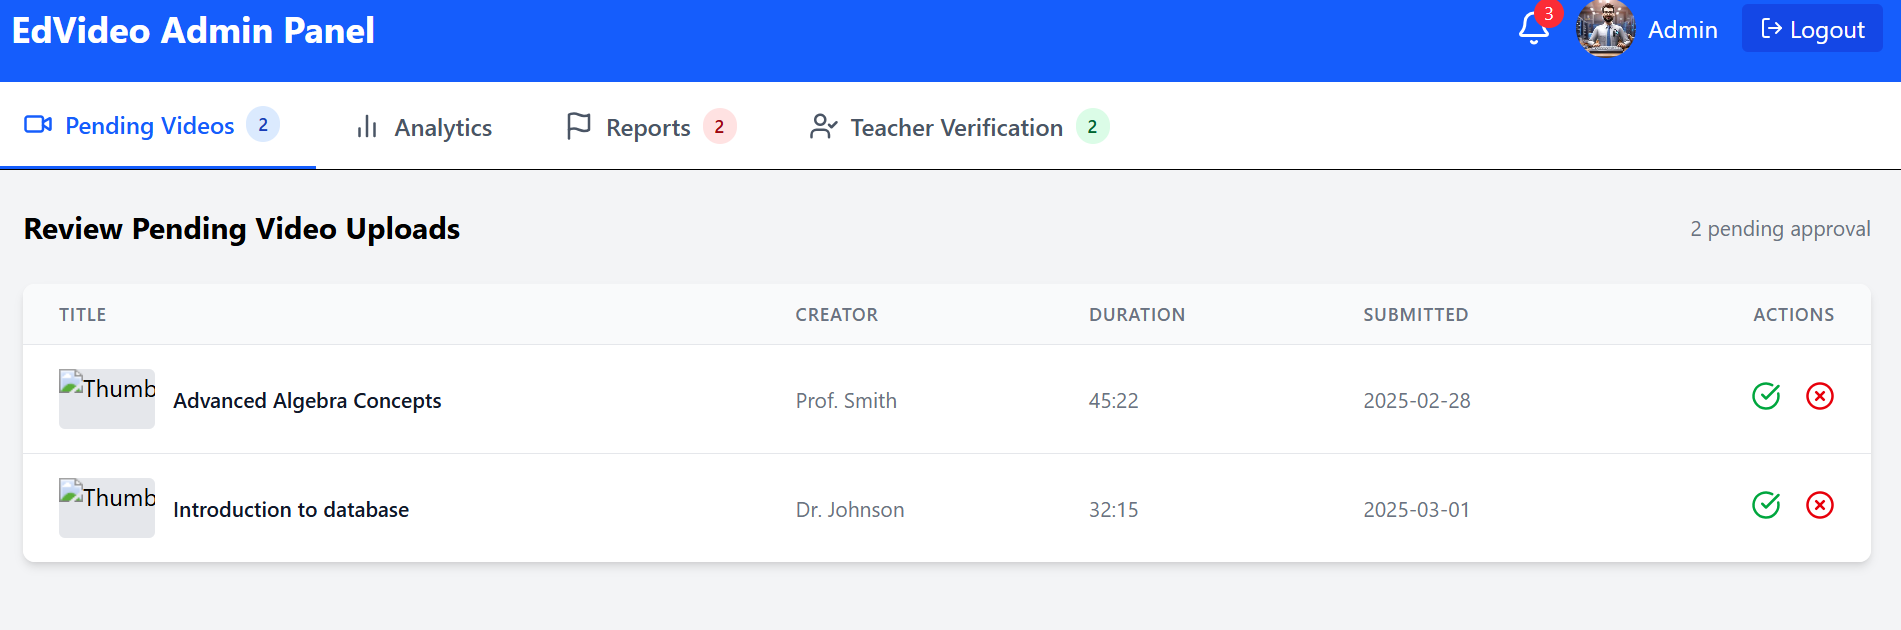 EdVideo Admin Panel
3
Admin
Logout
Pending Videos 2
Analytics
Reports 2
Teacher Verification 2
Review Pending Video Uploads
2 pending approval
TITLE CREATOR DURATION SUBMITTED ACTIONS
Thumb Advanced Algebra Concepts Prof. Smith 45:22 2025-02-28
Thumb Introduction to database Dr. Johnson 32:15 2025-03-01